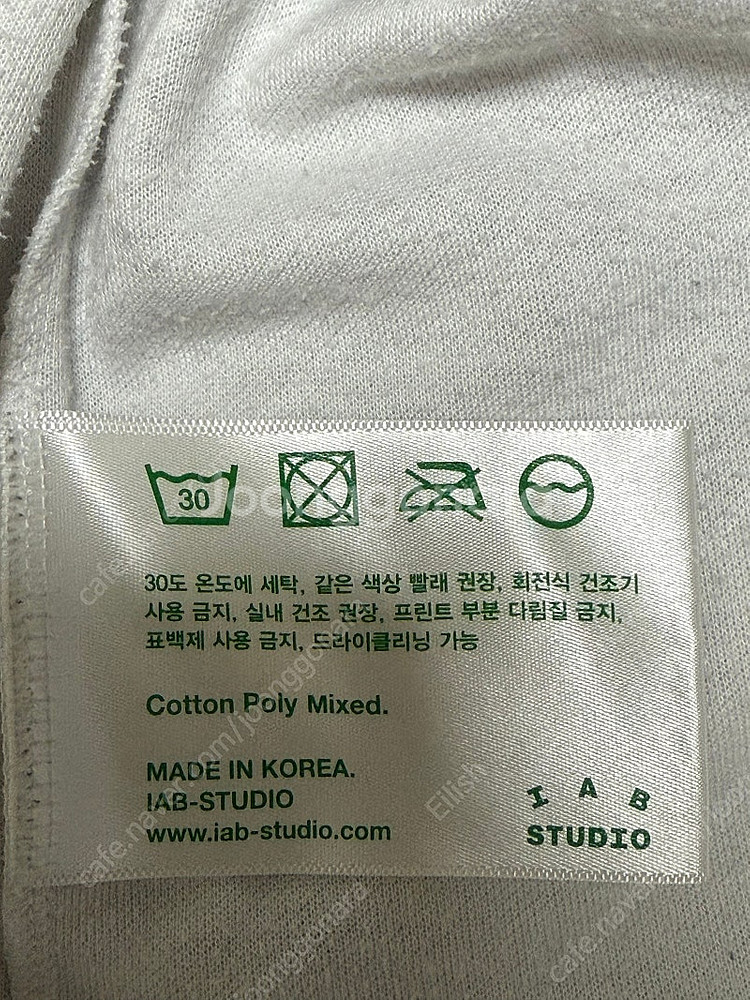 30
30도 온도에 세탁, 같은 색상 빨래 권장, 회전식 건조기
사용 금지, 실내 건조 권장, 프린트 부분 다림질 금지,
표백제 사용 금지, 드라이클리닝 가능
Cotton Poly Mixed.
MADE IN KOREA.
IAB-STUDIO
www.iab-studio.com
IAB
STUDIO